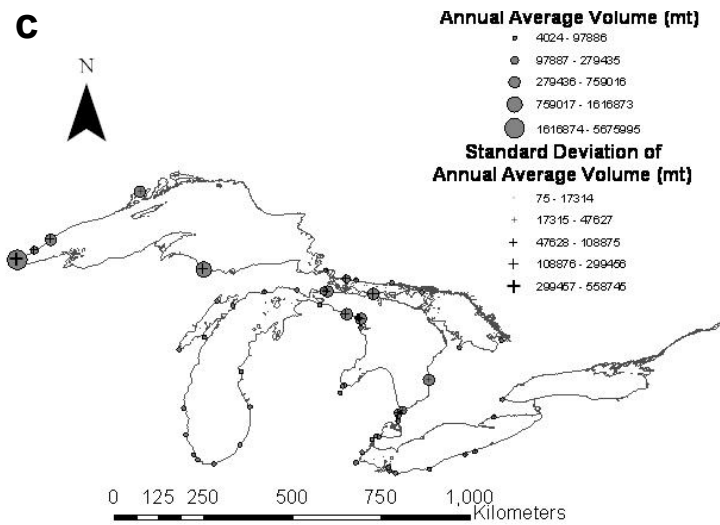 C
Annual Average Volume (mt)
4024 - 97886
97887 - 279435
279436 - 759016
759017 - 1616873
1616874 - 5675995
N
Standard Deviation of
Annual Average Volume (mt)
75 - 17314
17315 - 47627
47628 - 108875
108876 - 299456
299457 - 558745
0 125 250 500 750 1,000
Kilometers